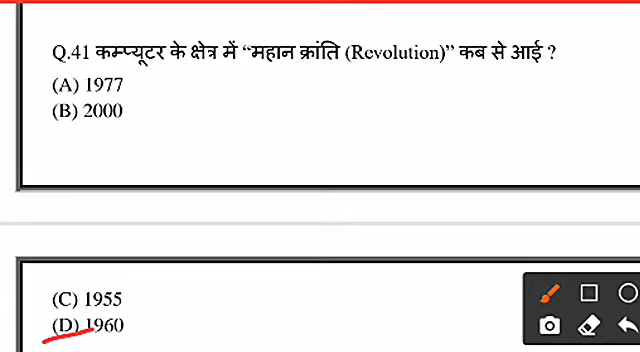 Q.41 कम्प्यूटर के क्षेत्र में “महान क्रांति (Revolution)” कब से आई ?
(A) 1977
(B) 2000
(C) 1955
(D) 1960